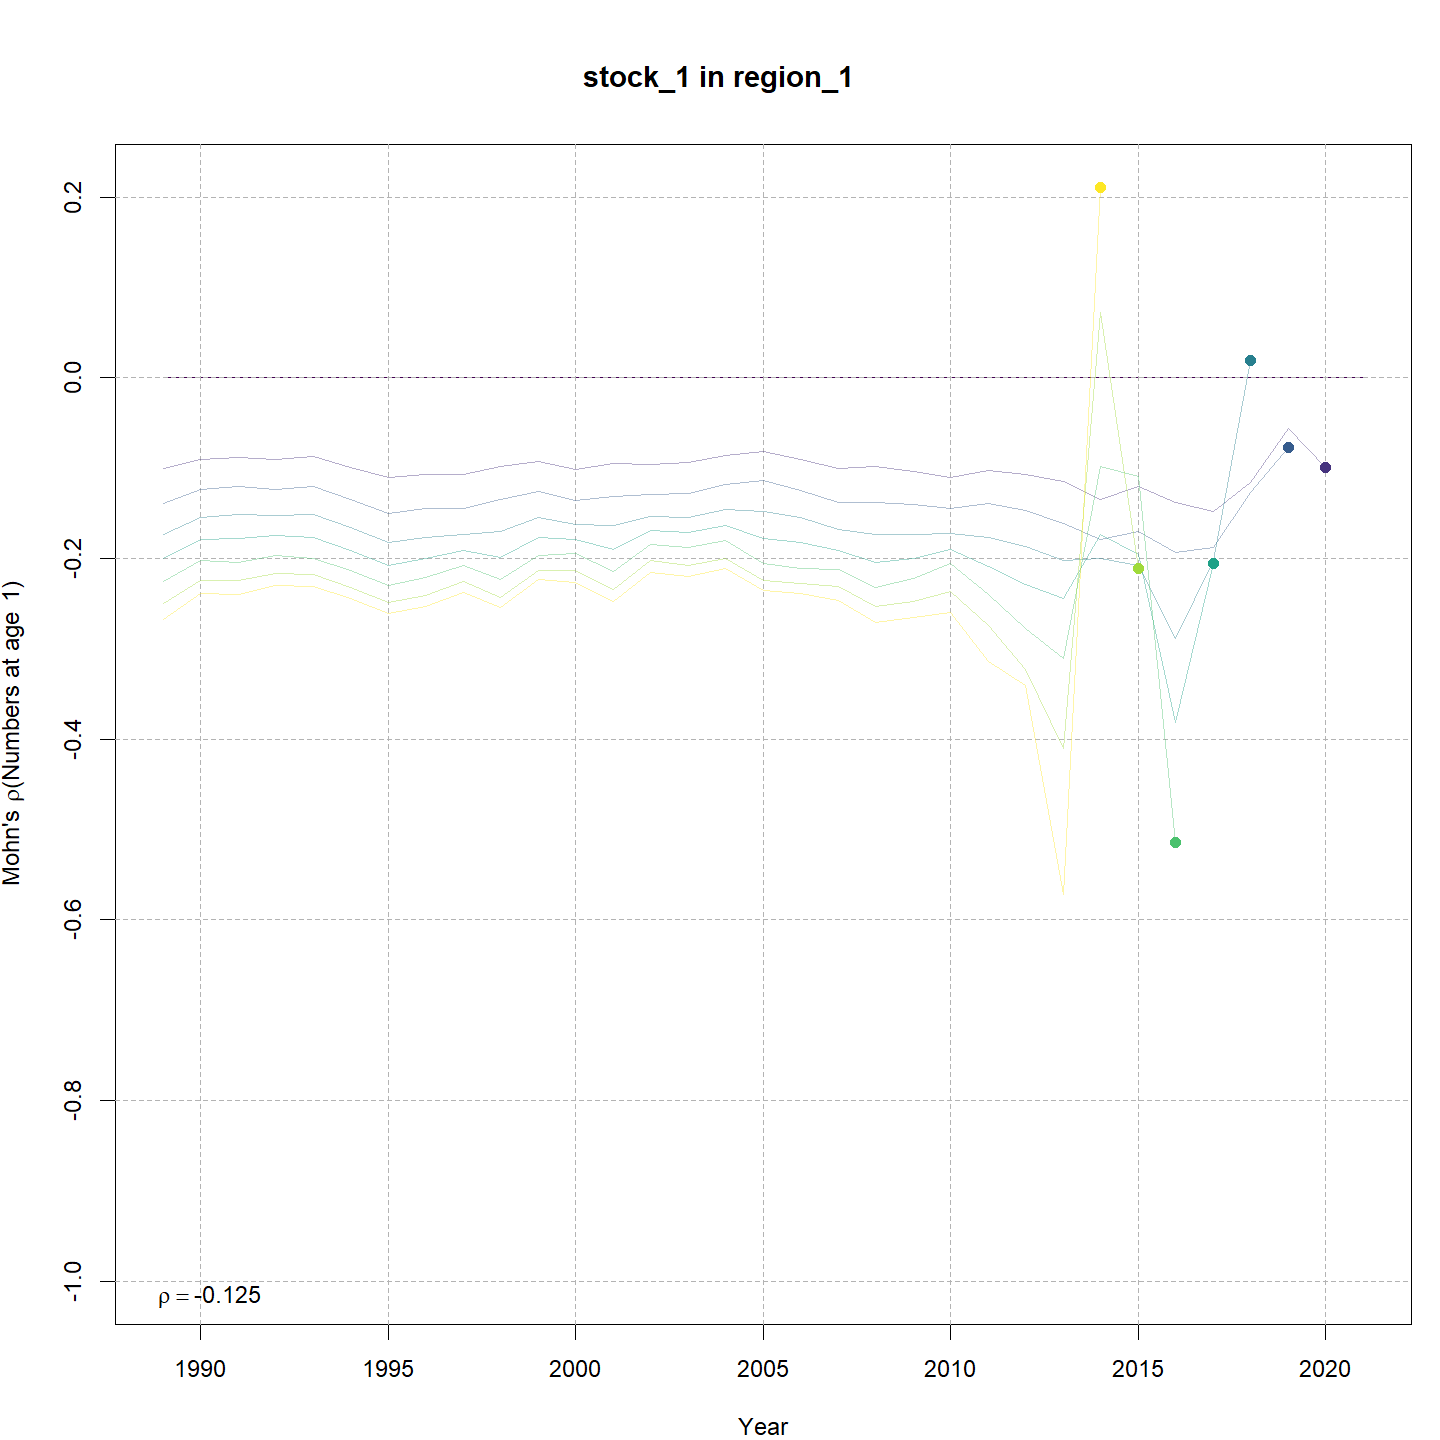 stock_1 in region_1
Mohn's ρ(Numbers at age 1)
0.2
0.0
-0.2
-0.4
-0.6
-0.8
-1.0
ρ = -0.125
1990 1995 2000 2005 2010 2015 2020
Year